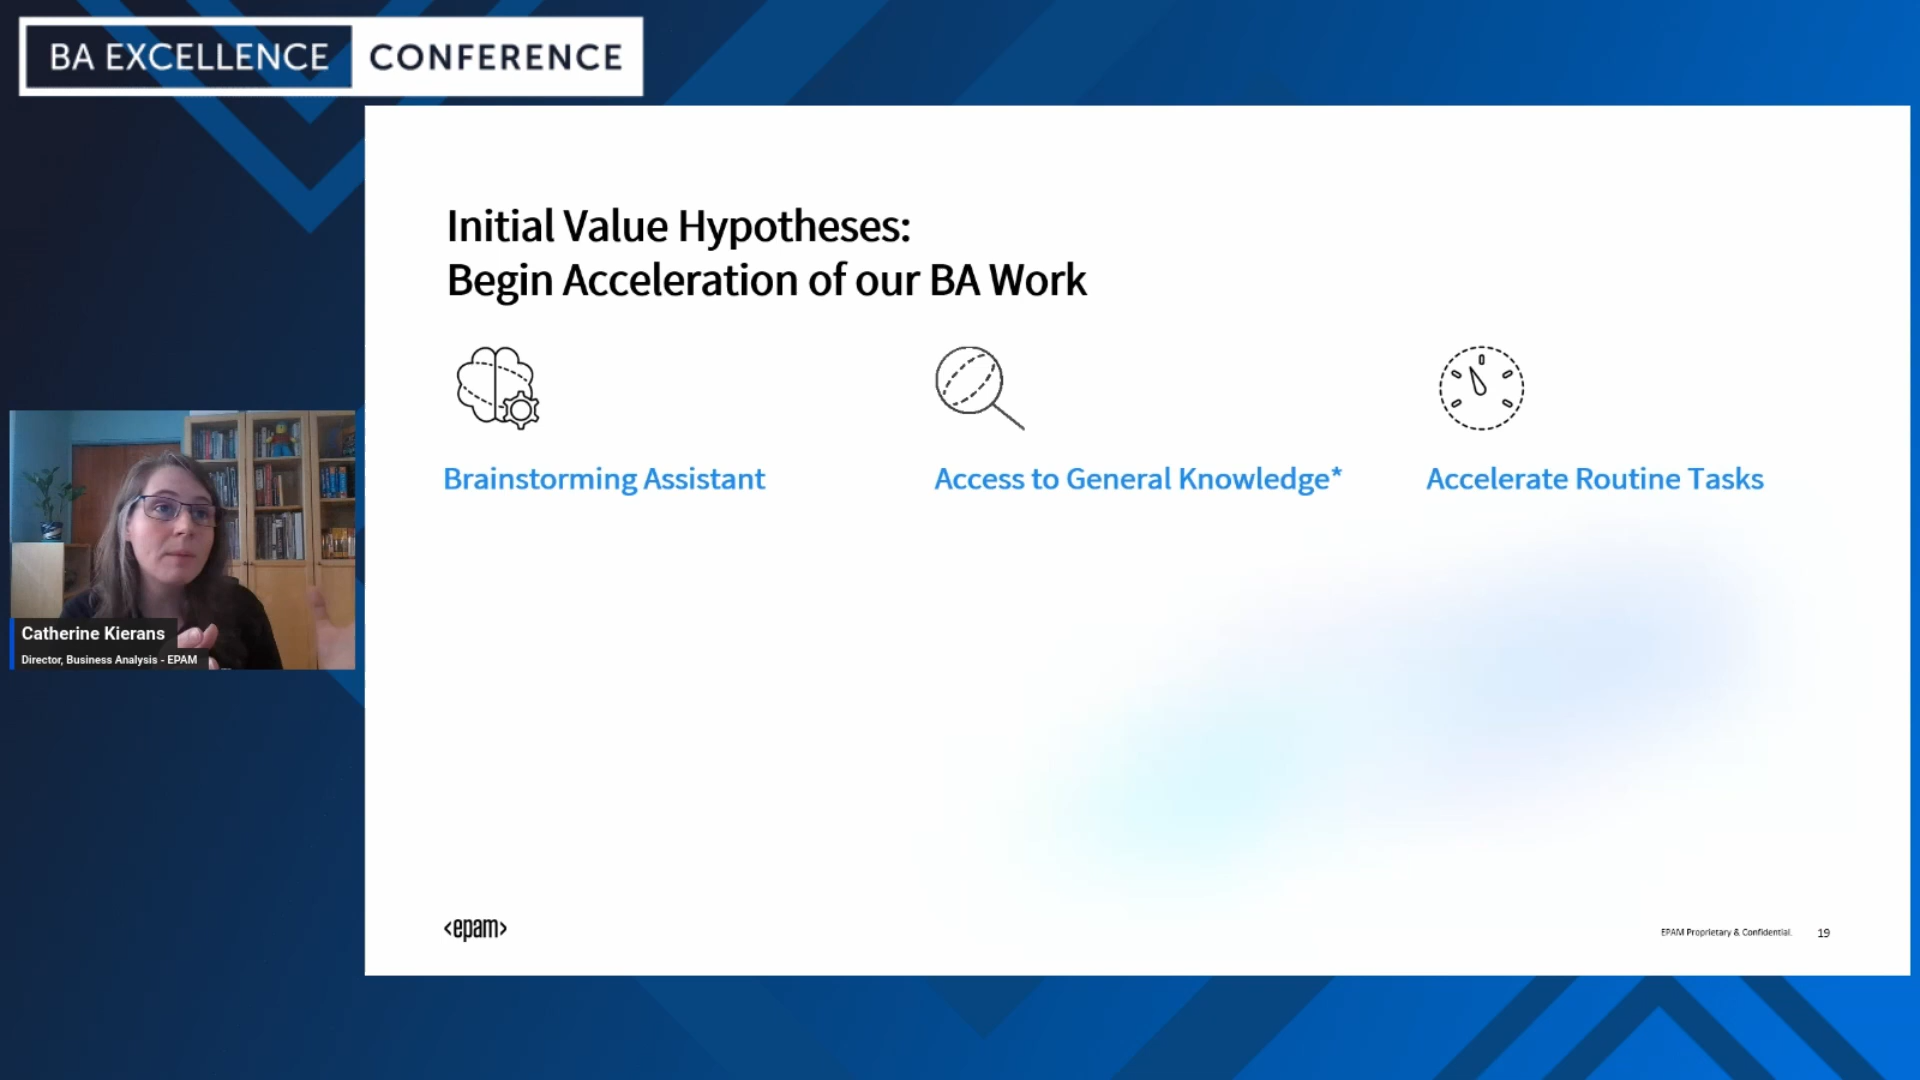 BA EXCELLENCE CONFERENCE
Initial Value Hypotheses:
Begin Acceleration of our BA Work
Brainstorming Assistant
Access to General Knowledge*
Accelerate Routine Tasks
Catherine Kierans
Director, Business Analysis - EPAM
<epam>
EPAM Proprietary & Confidential.
19